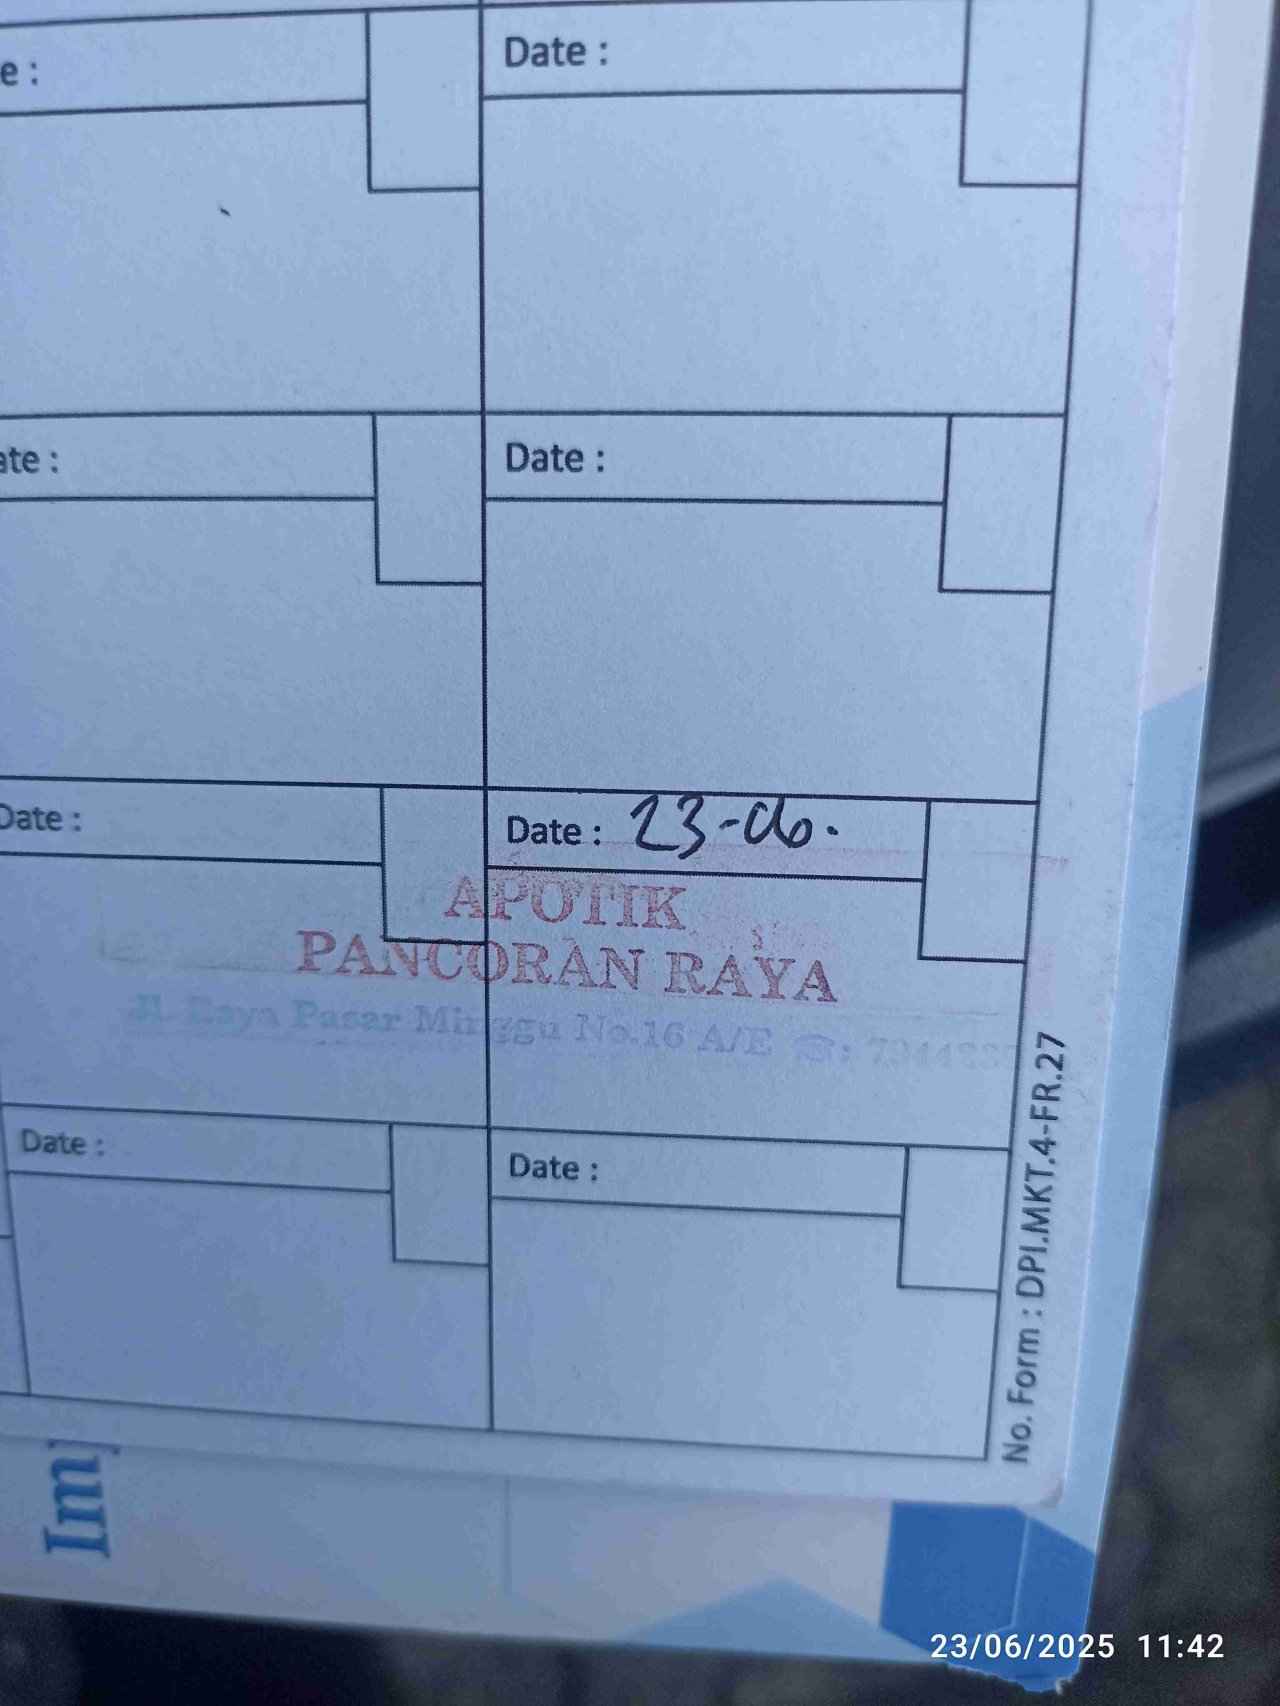 e :
Date :
ate :
Date :
Date :
Date : 23-06.
APOTIK
PANCORAN RAYA
Jl. Raya Pasar Minggu No.16 A/E ☎:
Date :
Date :
No. Form : DPI.MKT.4-FR.27
Im
23/06/2025 11:42